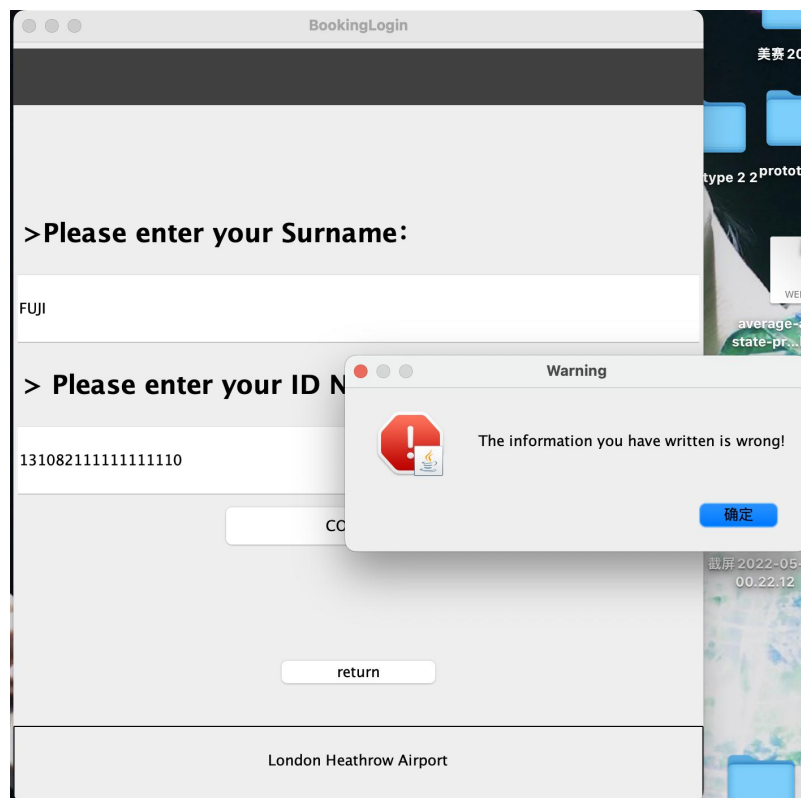 BookingLogin
美赛 20
type 2 2
protot
>Please enter your Surname:
WE
FUJI
average-a
state-pr...l
Warning
> Please enter your ID N
The information you have written is wrong!
131082111111111110
确定
CO
截屏 2022-05-
00.22.12
return
London Heathrow Airport